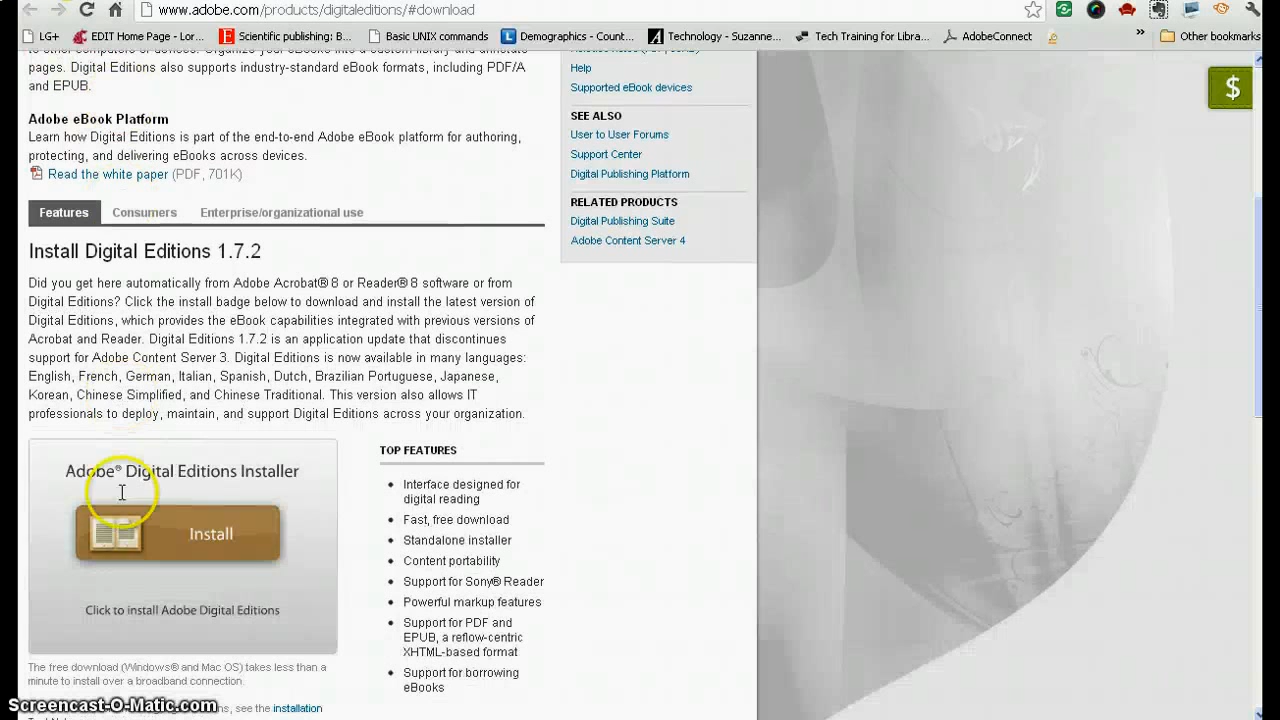 www.adobe.com/products/digitaleditions/#download
LG+ EDIT Home Page - Lor... Scientific publishing: B... Basic UNIX commands Demographics - Count... Technology - Suzanne... Tech Training for Libra... AdobeConnect » Other bookmarks
pages. Digital Editions also supports industry-standard eBook formats, including PDF/A
and EPUB.
Adobe eBook Platform
Learn how Digital Editions is part of the end-to-end Adobe eBook platform for authoring,
protecting, and delivering eBooks across devices.
Read the white paper (PDF, 701K)
Features Consumers Enterprise/organizational use
Install Digital Editions 1.7.2
Did you get here automatically from Adobe Acrobat® 8 or Reader® 8 software or from
Digital Editions? Click the install badge below to download and install the latest version of
Digital Editions, which provides the eBook capabilities integrated with previous versions of
Acrobat and Reader. Digital Editions 1.7.2 is an application update that discontinues
support for Adobe Content Server 3. Digital Editions is now available in many languages:
English, French, German, Italian, Spanish, Dutch, Brazilian Portuguese, Japanese,
Korean, Chinese Simplified, and Chinese Traditional. This version also allows IT
professionals to deploy, maintain, and support Digital Editions across your organization.
Adobe® Digital Editions Installer
Install
Click to install Adobe Digital Editions
The free download (Windows® and Mac OS) takes less than a
minute to install over a broadband connection.
see the installation
TOP FEATURES
Interface designed for
digital reading
Fast, free download
Standalone installer
Content portability
Support for Sony® Reader
Powerful markup features
Support for PDF and
EPUB, a reflow-centric
XHTML-based format
Support for borrowing
eBooks
Help
Supported eBook devices
SEE ALSO
User to User Forums
Support Center
Digital Publishing Platform
RELATED PRODUCTS
Digital Publishing Suite
Adobe Content Server 4
$
Screencast-O-Matic.com